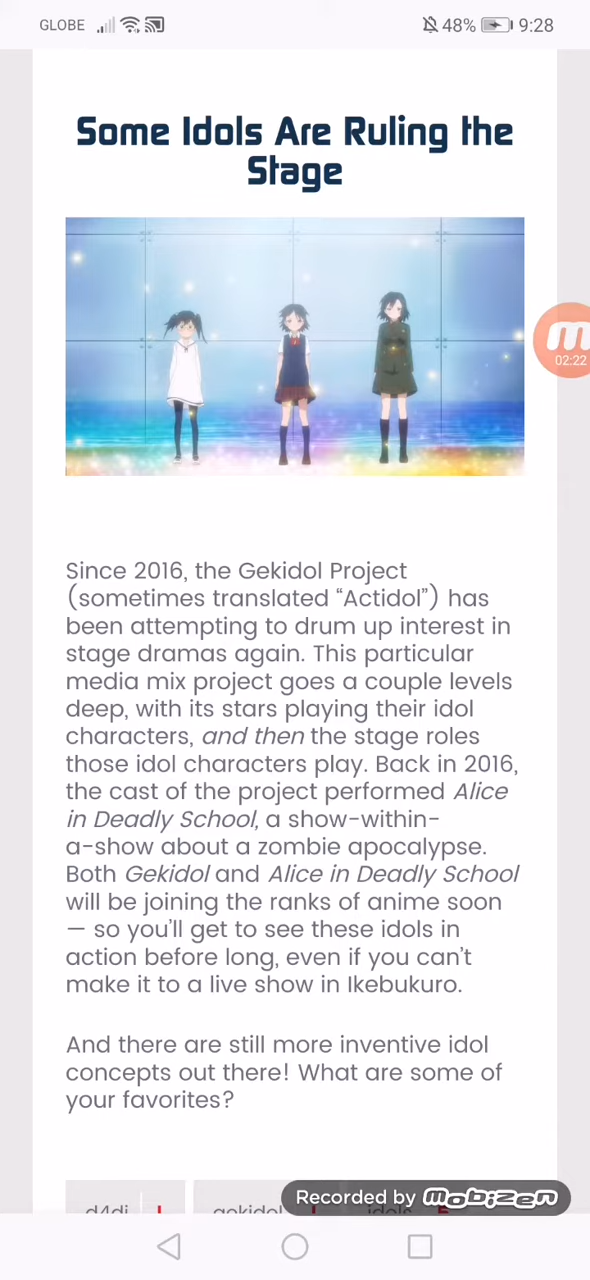 GLOBE 48% 9:28
Some Idols Are Ruling the
Stage
02:22
Since 2016, the Gekidol Project
(sometimes translated “Actidol”) has
been attempting to drum up interest in
stage dramas again. This particular
media mix project goes a couple levels
deep, with its stars playing their idol
characters, and then the stage roles
those idol characters play. Back in 2016,
the cast of the project performed Alice
in Deadly School, a show-within-
a-show about a zombie apocalypse.
Both Gekidol and Alice in Deadly School
will be joining the ranks of anime soon
— so you’ll get to see these idols in
action before long, even if you can’t
make it to a live show in Ikebukuro.
And there are still more inventive idol
concepts out there! What are some of
your favorites?
d4dj gekidol idols
Recorded by mobizen